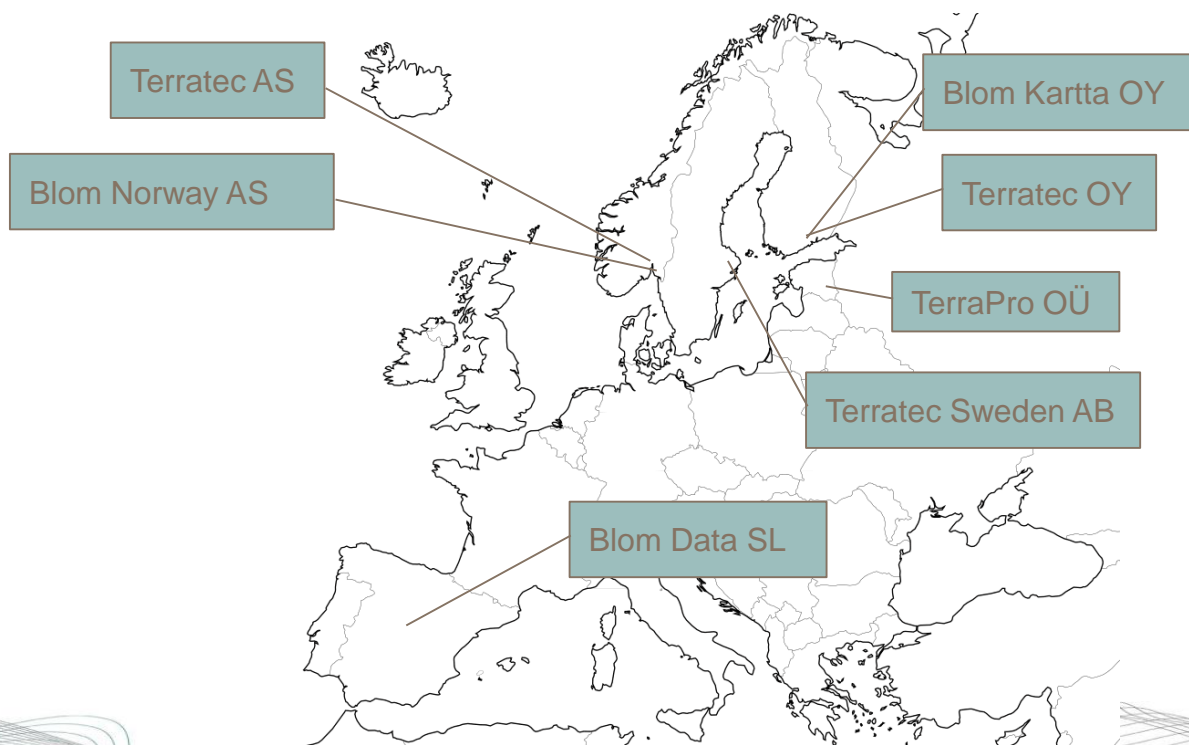 Terratec AS
Blom Kartta OY
Blom Norway AS
Terratec OY
TerraPro OÜ
Terratec Sweden AB
Blom Data SL